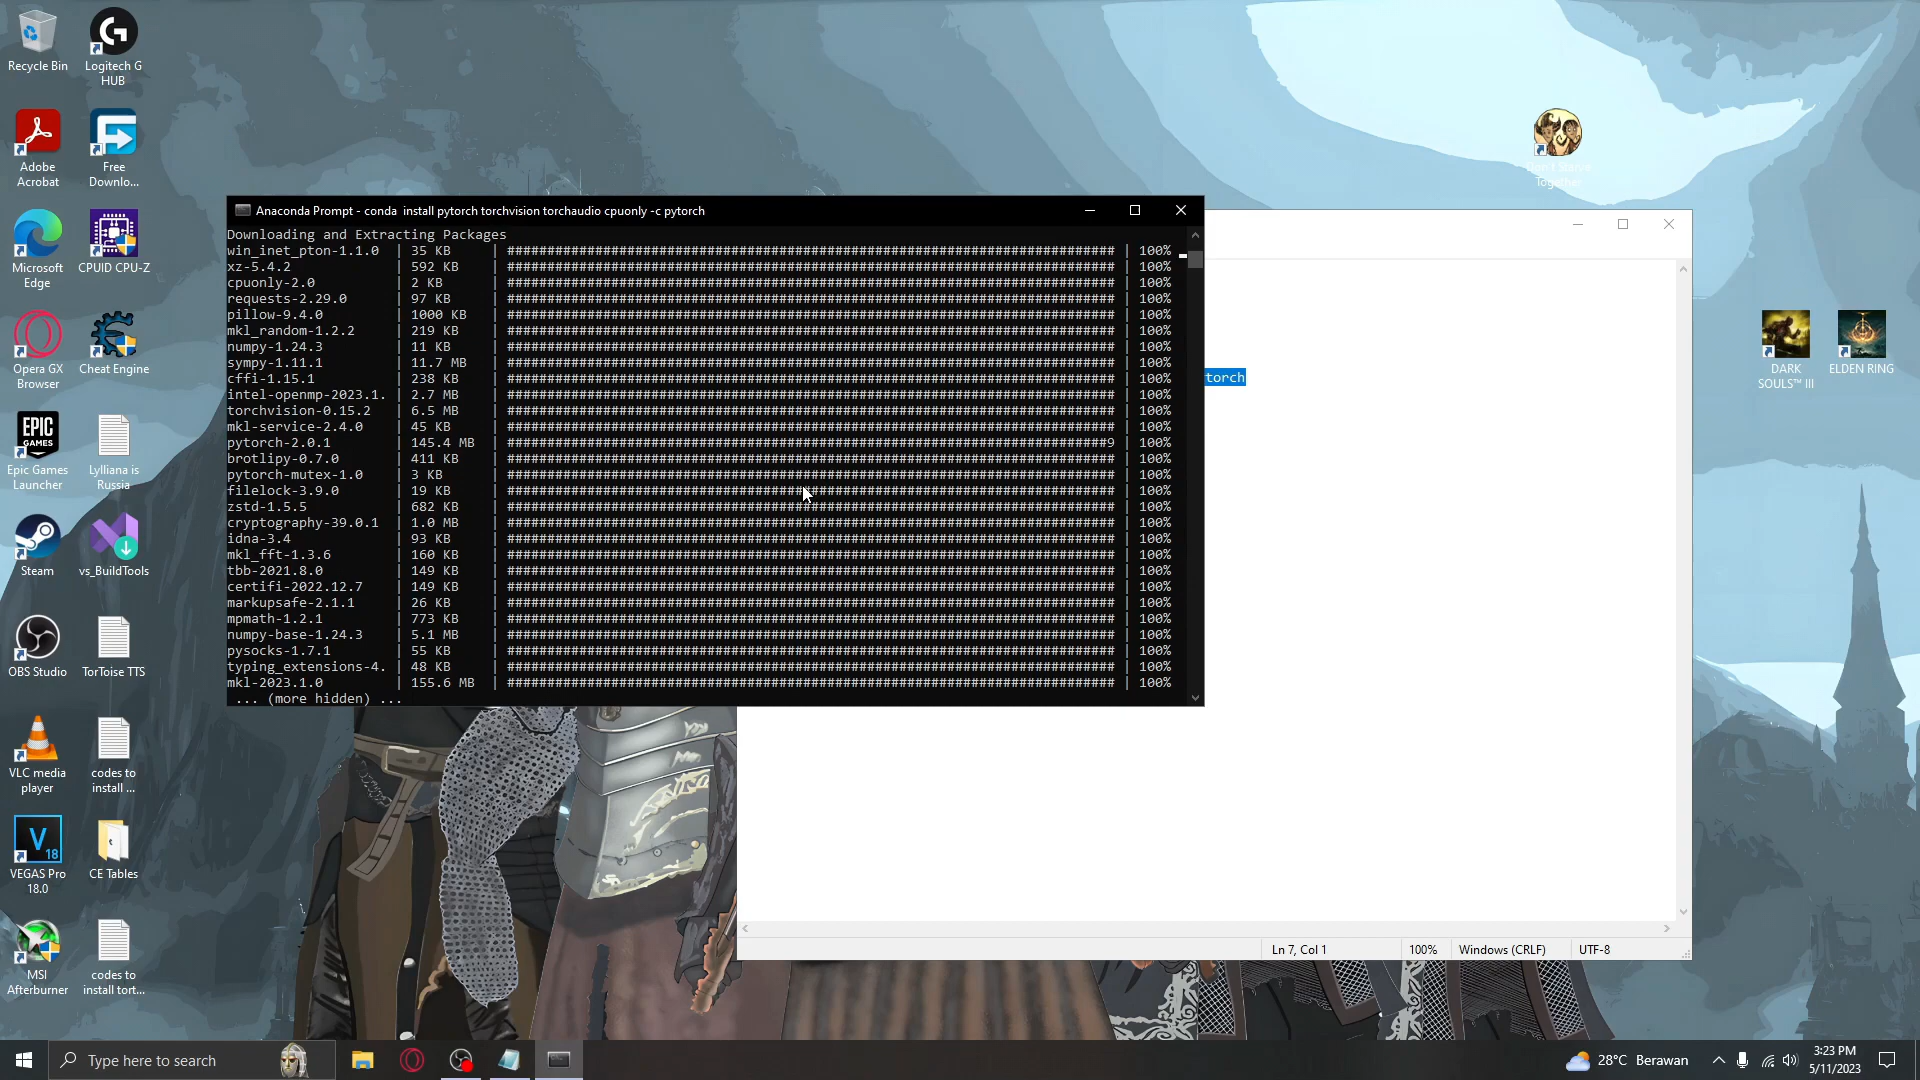 Recycle Bin
Logitech G
HUB
Adobe
Acrobat
Free
Downlo...
Microsoft
Edge
CPUID CPU-Z
Opera GX
Browser
Cheat Engine
EPIC
GAMES
Epic Games
Launcher
Lylliana is
Russia
Steam
vs_BuildTools
OBS Studio
TorToise TTS
VLC media
player
codes to
install ...
V
18
VEGAS Pro
18.0
CE Tables
MSI
Afterburner
codes to
install tort...
Together
DARK
SOULS™ III
ELDEN RING
Anaconda Prompt - conda  install pytorch torchvision torchaudio cpuonly -c pytorch
Downloading and Extracting Packages
win_inet_pton-1.1.0 | 35 KB | ############################################################################ | 100%
xz-5.4.2 | 592 KB | ############################################################################ | 100%
cpuonly-2.0 | 2 KB | ############################################################################ | 100%
requests-2.29.0 | 97 KB | ############################################################################ | 100%
pillow-9.4.0 | 1000 KB | ############################################################################ | 100%
mkl_random-1.2.2 | 219 KB | ############################################################################ | 100%
numpy-1.24.3 | 11 KB | ############################################################################ | 100%
sympy-1.11.1 | 11.7 MB | ############################################################################ | 100%
cffi-1.15.1 | 238 KB | ############################################################################ | 100%
intel-openmp-2023.1. | 2.7 MB | ############################################################################ | 100%
torchvision-0.15.2 | 6.5 MB | ############################################################################ | 100%
mkl-service-2.4.0 | 45 KB | ############################################################################ | 100%
pytorch-2.0.1 | 145.4 MB | ###########################################################################9 | 100%
brotlipy-0.7.0 | 411 KB | ############################################################################ | 100%
pytorch-mutex-1.0 | 3 KB | ############################################################################ | 100%
filelock-3.9.0 | 19 KB | ############################################################################ | 100%
zstd-1.5.5 | 682 KB | ############################################################################ | 100%
cryptography-39.0.1 | 1.0 MB | ############################################################################ | 100%
idna-3.4 | 93 KB | ############################################################################ | 100%
mkl_fft-1.3.6 | 160 KB | ############################################################################ | 100%
tbb-2021.8.0 | 149 KB | ############################################################################ | 100%
certifi-2022.12.7 | 149 KB | ############################################################################ | 100%
markupsafe-2.1.1 | 26 KB | ############################################################################ | 100%
mpmath-1.2.1 | 773 KB | ############################################################################ | 100%
numpy-base-1.24.3 | 5.1 MB | ############################################################################ | 100%
pysocks-1.7.1 | 55 KB | ############################################################################ | 100%
typing_extensions-4. | 48 KB | ############################################################################ | 100%
mkl-2023.1.0 | 155.6 MB | ############################################################################ | 100%
... (more hidden) ...
torch
Ln 7, Col 1
100%
Windows (CRLF)
UTF-8
Type here to search
28°C Berawan
3:23 PM
5/11/2023